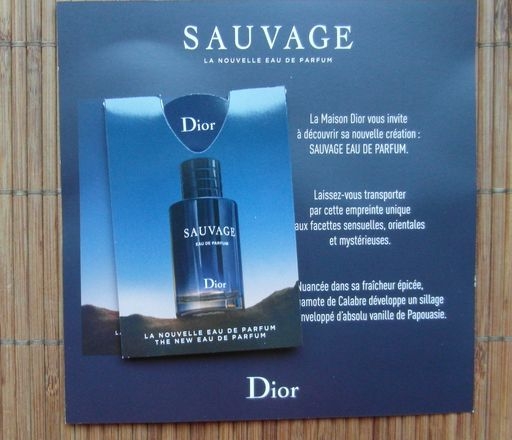 SAUVAGE
LA NOUVELLE EAU DE PARFUM
Dior
SAUVAGE
EAU DE PARFUM
Dior
LA NOUVELLE EAU DE PARFUM
THE NEW EAU DE PARFUM
La Maison Dior vous invite
à découvrir sa nouvelle création :
SAUVAGE EAU DE PARFUM.
Laissez-vous transporter
par cette empreinte unique
aux facettes sensuelles, orientales
et mystérieuses.
Nuancée dans sa fraîcheur épicée,
de Calabre développe un sillage
d'absolu vanille de Papouasie.
Dior